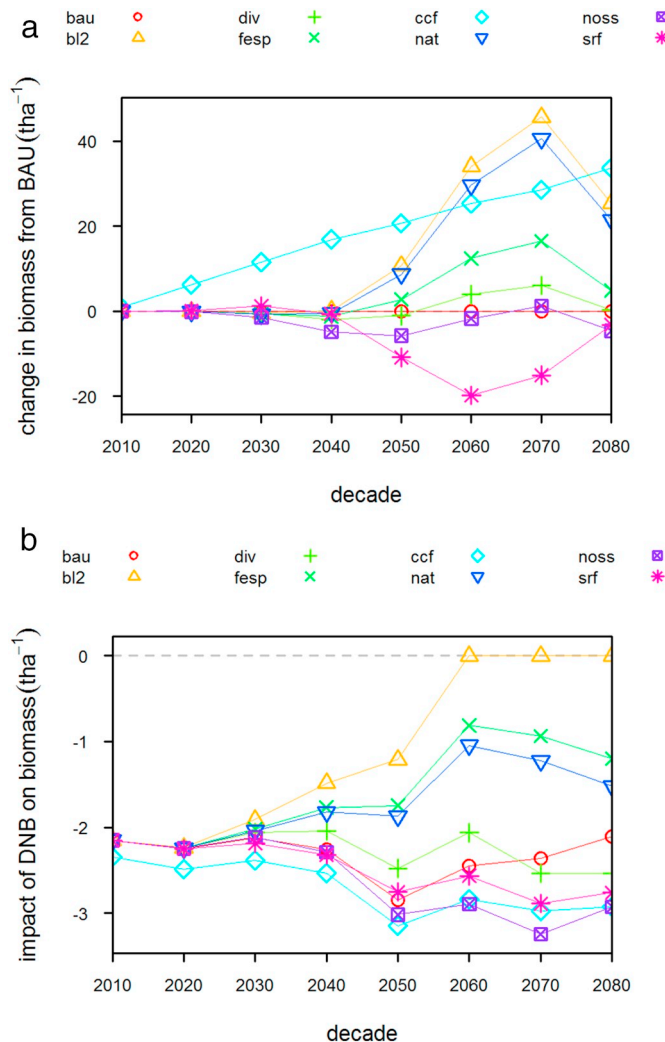 a
bau div ccf noss
bl2 fesp nat srf
change in biomass from BAU (tha⁻¹)
40
20
0
-20
2010 2020 2030 2040 2050 2060 2070 2080
decade
b
bau div ccf noss
bl2 fesp nat srf
impact of DNB on biomass (tha⁻¹)
0
-1
-2
-3
2010 2020 2030 2040 2050 2060 2070 2080
decade